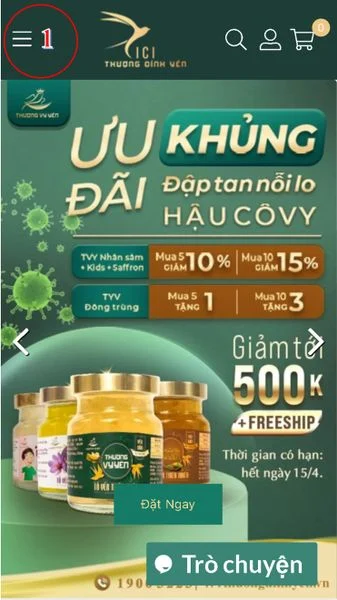 1
0
ICI
THƯỢNG ĐỈNH YẾN
THƯỢNG VY YẾN
ƯU ĐÃI
KHỦNG
Đập tan nỗi lo
HẬU CÔVY
TVY Nhân sâm
+ Kids + Saffron
Mua 5
GIẢM 10%
Mua 10
GIẢM 15%
TYV
Đông trùng
Mua 5
TẶNG 1
Mua 10
TẶNG 3
Giảm tới
500K
+ FREESHIP
Thời gian có hạn:
hết ngày 15/4.
THƯỢNG
VY YẾN
Đặt Ngay
Trò chuyện